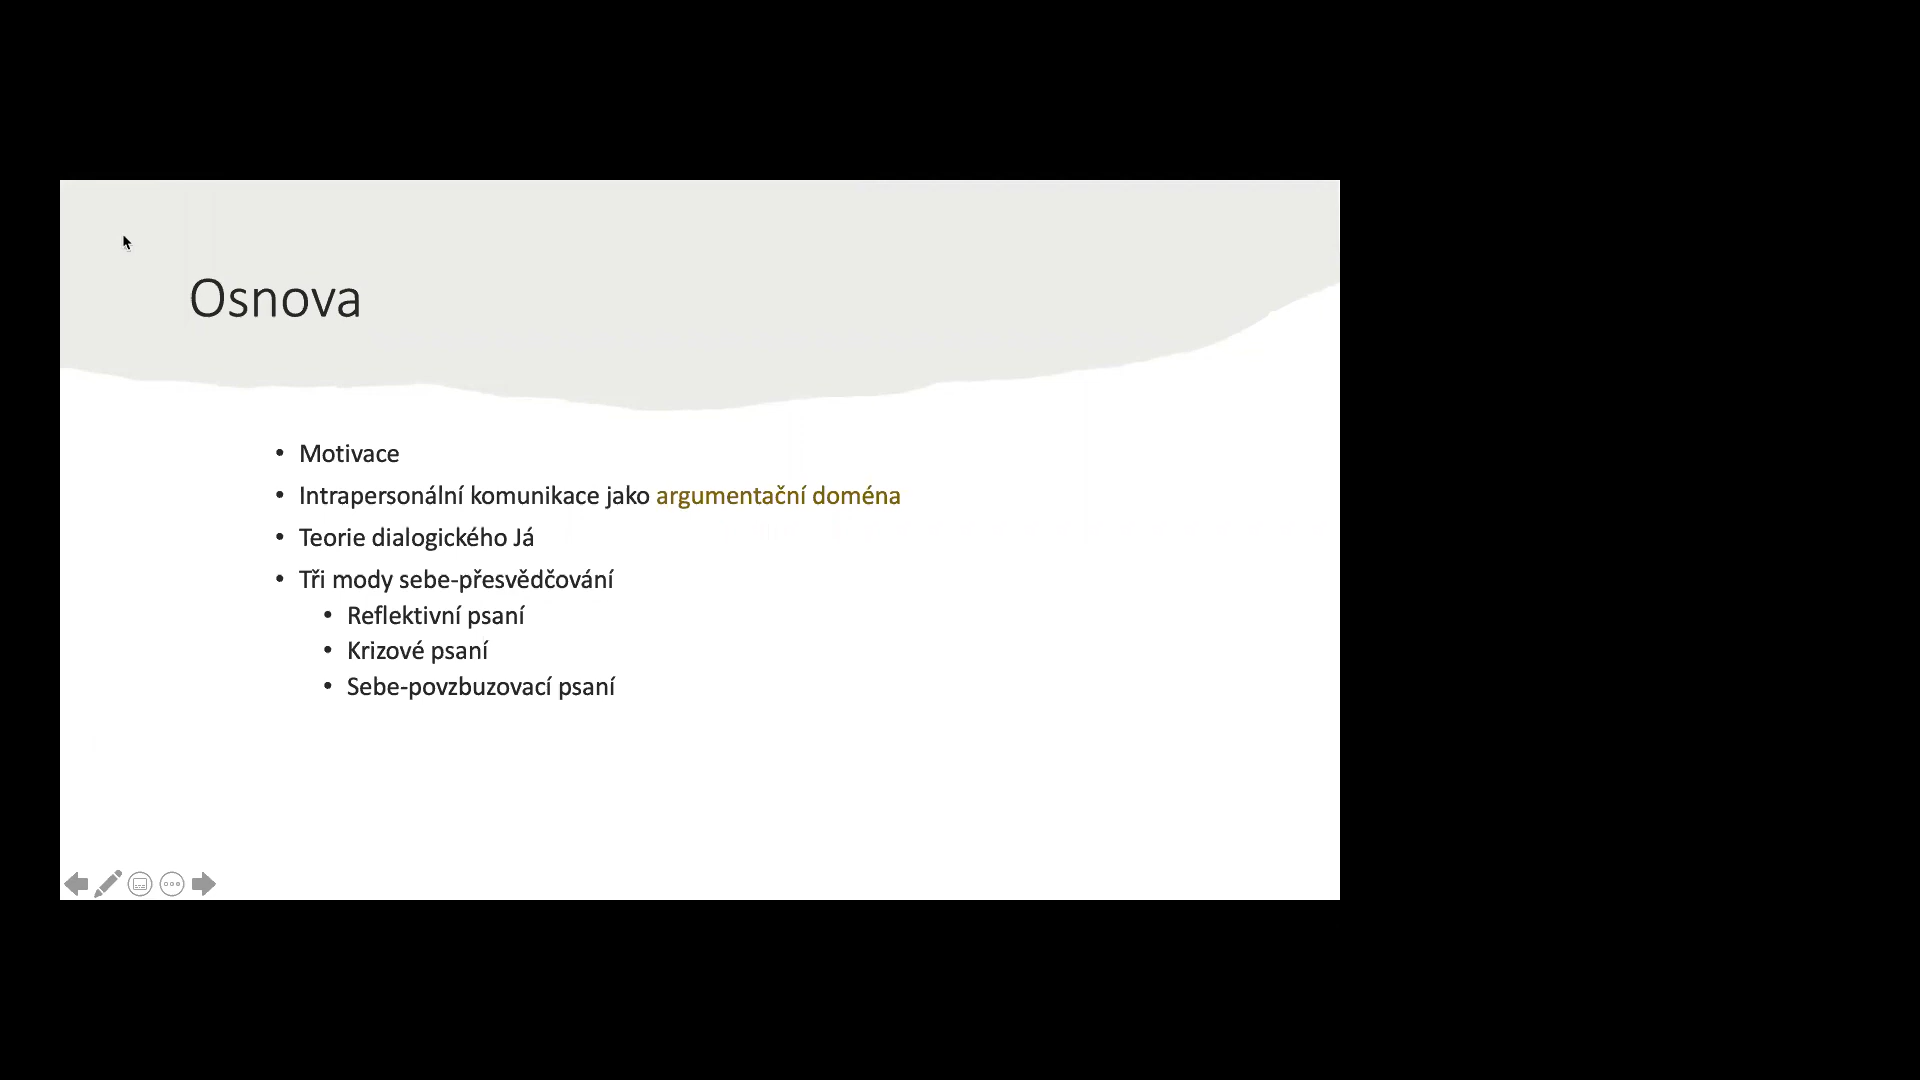 Osnova
• Motivace
• Intrapersonální komunikace jako argumentační doména
• Teorie dialogického Já
• Tři mody sebe-přesvědčování
• Reflektivní psaní
• Krizové psaní
• Sebe-povzbuzovací psaní